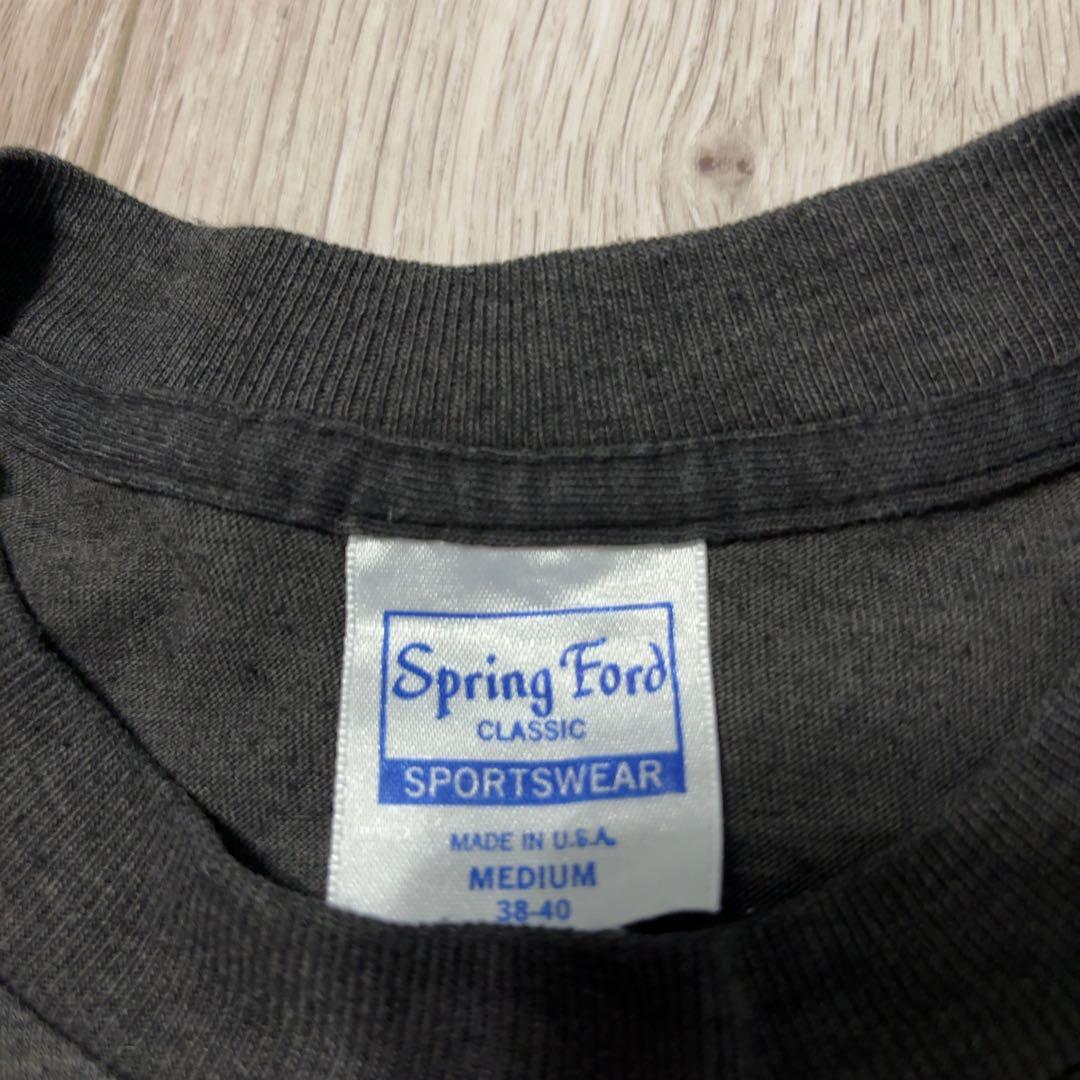 Spring Ford
CLASSIC
SPORTSWEAR
MADE IN U.S.A.
MEDIUM
38-40